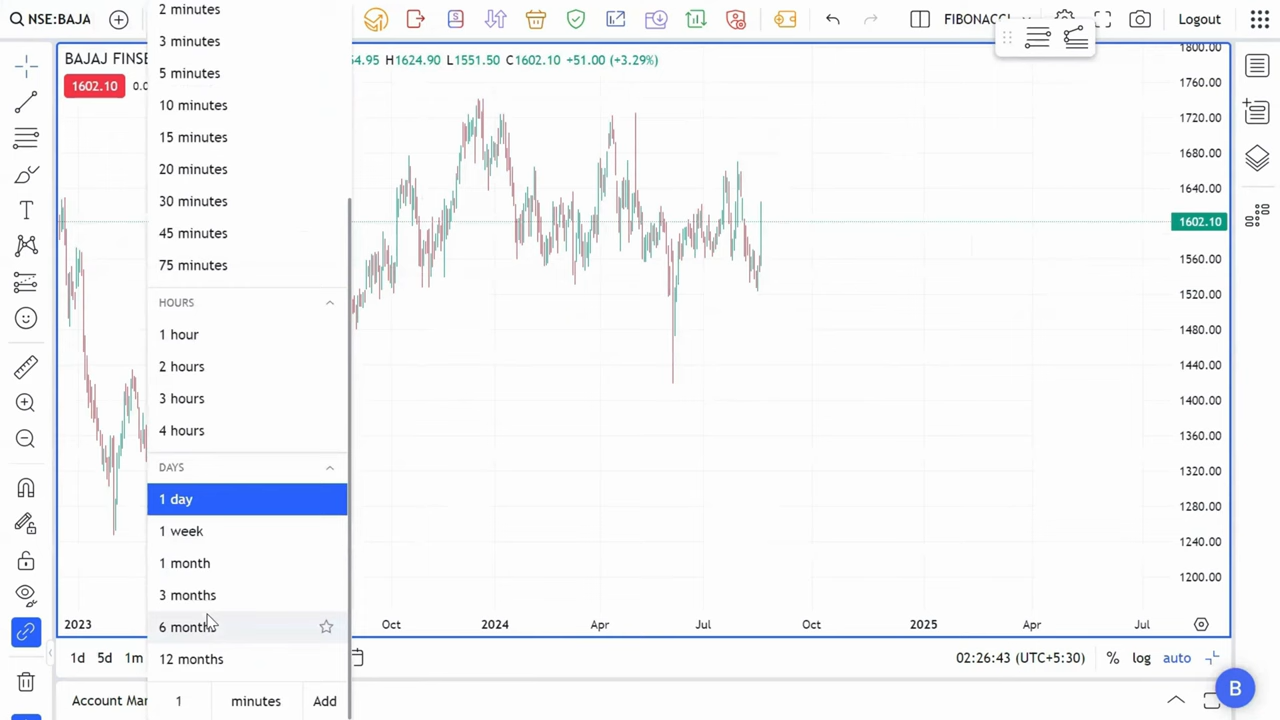 NSE:BAJA
2 minutes
FIBONACCI
Logout
3 minutes
BAJAJ FINSE
54.95 H1624.90 L1551.50 C1602.10 +51.00 (+3.29%)
1602.10
0.0
5 minutes
10 minutes
15 minutes
20 minutes
30 minutes
45 minutes
75 minutes
HOURS
1 hour
2 hours
3 hours
4 hours
DAYS
1 day
1 week
1 month
3 months
6 months
12 months
1 minutes Add
1800.00
1760.00
1720.00
1680.00
1640.00
1602.10
1560.00
1520.00
1480.00
1440.00
1400.00
1360.00
1320.00
1280.00
1240.00
1200.00
2023 Oct 2024 Apr Jul Oct 2025 Apr Jul
1d 5d 1m
02:26:43 (UTC+5:30) % log auto
Account Man
B